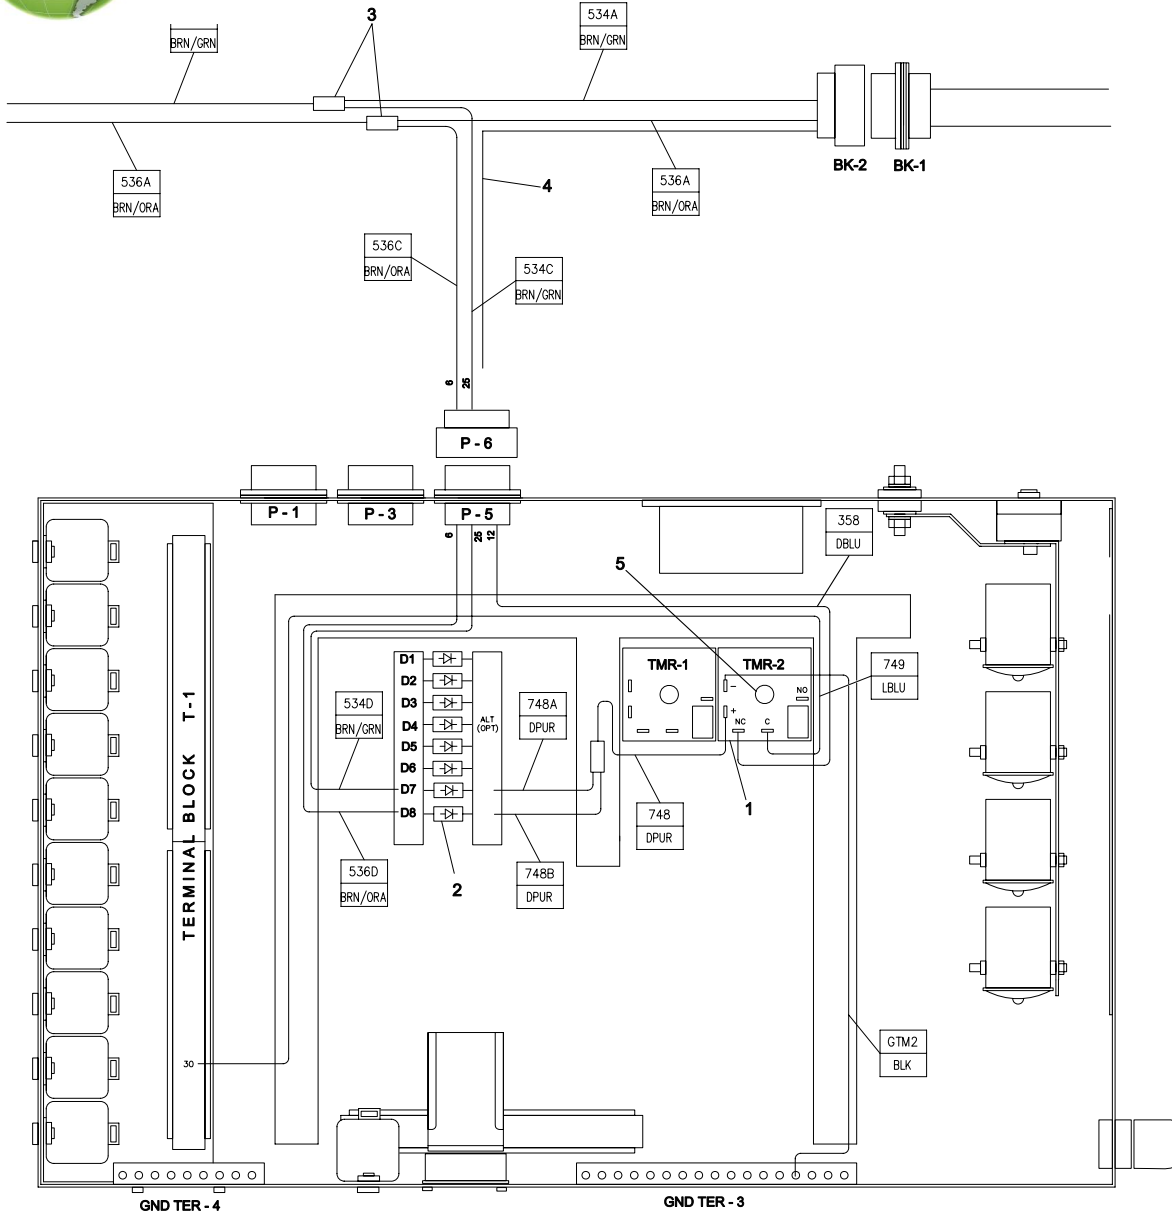 BRN/GRN
3
534A
BRN/GRN
BK-2
BK-1
536A
BRN/ORA
4
536A
BRN/ORA
536C
BRN/ORA
534C
BRN/GRN
6
25
P-6
P-1
P-3
P-5
6
25
12
358
DBLU
5
TERMINAL BLOCK T-1
D1
D2
D3
D4
D5
D6
D7
D8
ALT
(OPT)
TMR-1
TMR-2
-
+
NO
NC
C
749
LBLU
534D
BRN/GRN
748A
DPUR
748
DPUR
1
536D
BRN/ORA
2
748B
DPUR
30
GTM2
BLK
GND TER - 4
GND TER - 3